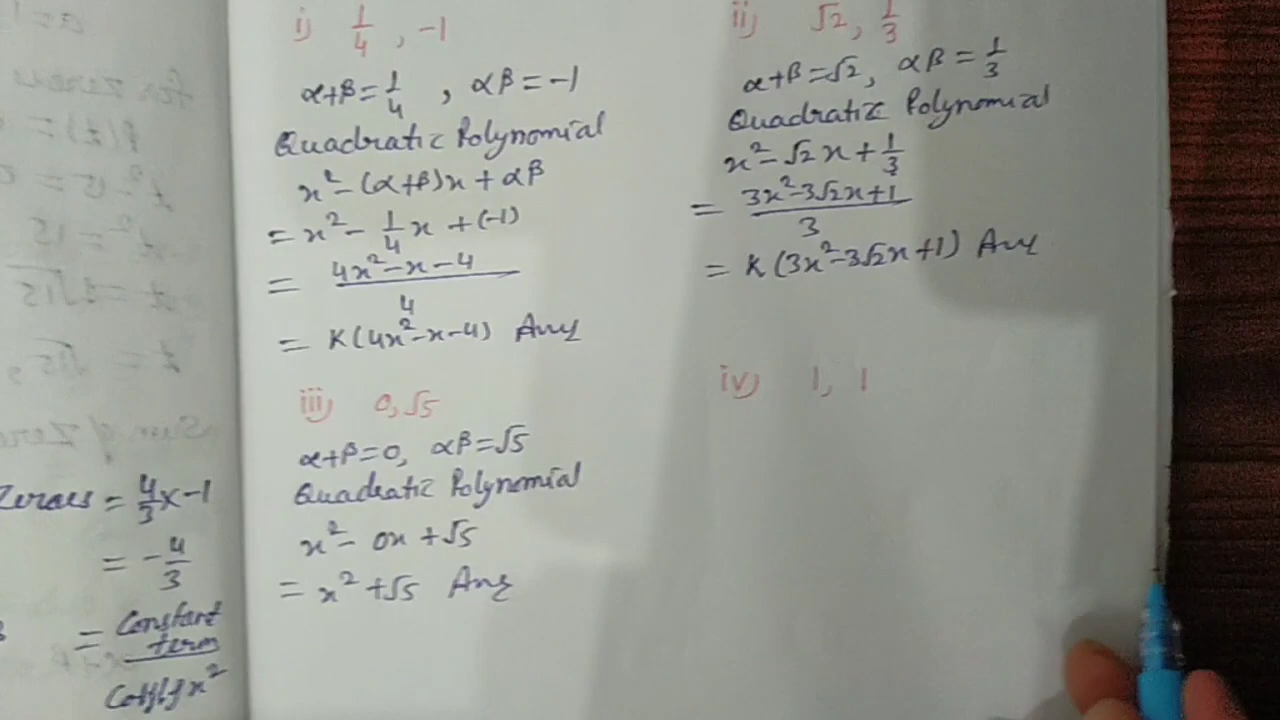 i) 1/4 , -1
α+β = 1/4 , αβ = -1
Quadratic Polynomial
x² - (α+β)x + αβ
= x² - 1/4 x + (-1)
= 4x² - x - 4 / 4
= K(4x² - x - 4) Ans
ii) √2, 1/3
α+β = √2, αβ = 1/3
Quadratic Polynomial
x² - √2x + 1/3
= 3x² - 3√2x + 1 / 3
= K(3x² - 3√2x + 1) Ans
iii) 0, √5
α+β = 0, αβ = √5
Quadratic Polynomial
x² - 0x + √5
= x² + √5 Ans
iv) 1, 1
Zeroes = 4/3 x -1
= -4/3
= Constant term / Coeff of x²